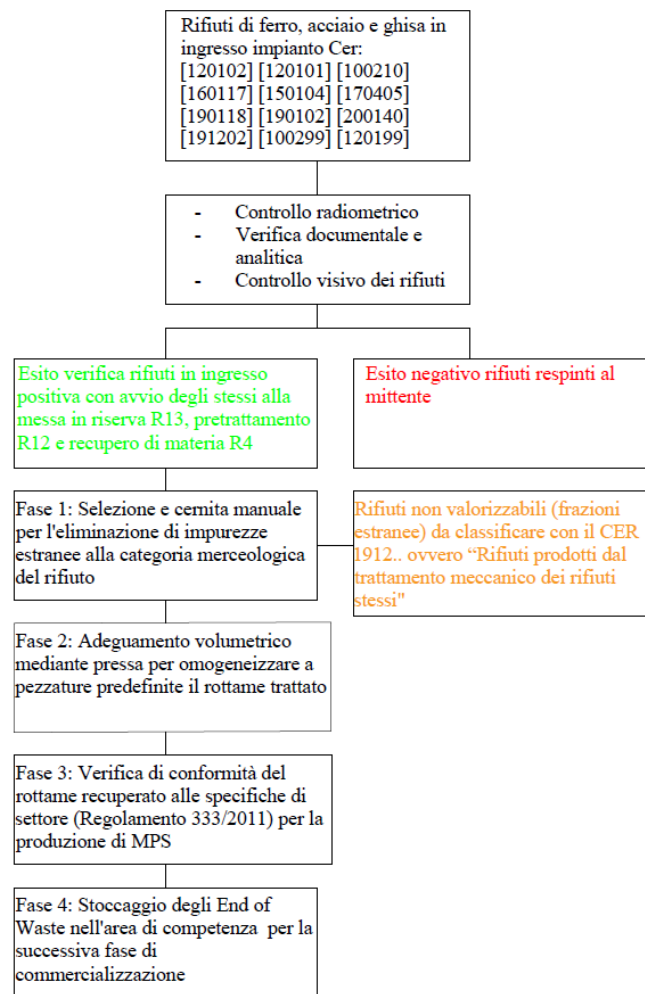 Rifiuti di ferro, acciaio e ghisa in
ingresso impianto Cer:
[120102] [120101] [100210]
[160117] [150104] [170405]
[190118] [190102] [200140]
[191202] [100299] [120199]
- Controllo radiometrico
- Verifica documentale e
analitica
- Controllo visivo dei rifiuti
Esito verifica rifiuti in ingresso
positiva con avvio degli stessi alla
messa in riserva R13, pretrattamento
R12 e recupero di materia R4
Esito negativo rifiuti respinti al
mittente
Fase 1: Selezione e cernita manuale
per l'eliminazione di impurezze
estranee alla categoria merceologica
del rifiuto
Rifiuti non valorizzabili (frazioni
estranee) da classificare con il CER
1912.. ovvero “Rifiuti prodotti dal
trattamento meccanico dei rifiuti
stessi"
Fase 2: Adeguamento volumetrico
mediante pressa per omogeneizzare a
pezzature predefinite il rottame trattato
Fase 3: Verifica di conformità del
rottame recuperato alle specifiche di
settore (Regolamento 333/2011) per la
produzione di MPS
Fase 4: Stoccaggio degli End of
Waste nell'area di competenza per la
successiva fase di
commercializzazione